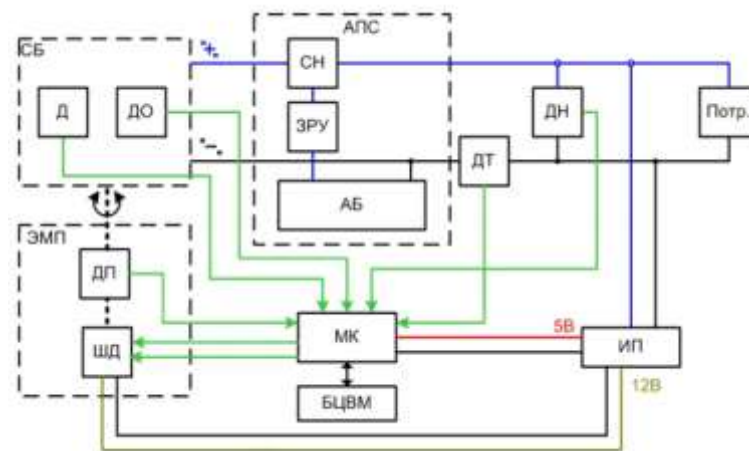 АПС
СБ
"+"
СН
Д
ДО
ЗРУ
ДН
Потр.
"–"
ДТ
АБ
ЭМП
ДП
ШД
МК
5В
ИП
12В
БЦВМ